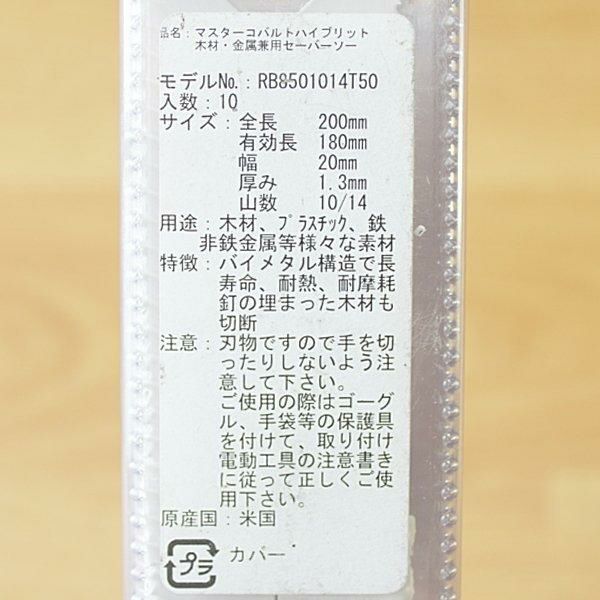 品名：マスターコバルトハイブリット
木材・金属兼用セーバーソー
モデルNo.：RB8501014T50
入数：10
サイズ：全長 200mm
有効長 180mm
幅 20mm
厚み 1.3mm
山数 10/14
用途：木材、プラスチック、鉄
非鉄金属等様々な素材
特徴：バイメタル構造で長
寿命、耐熱、耐摩耗
釘の埋まった木材も
切断
注意：刃物ですので手を切
ったりしないよう注
意して下さい。
ご使用の際はゴーグ
ル、手袋等の保護具
を付けて、取り付け
電動工具の注意書き
に従って正しくご使
用下さい。
原産国：米国
プラ カバー